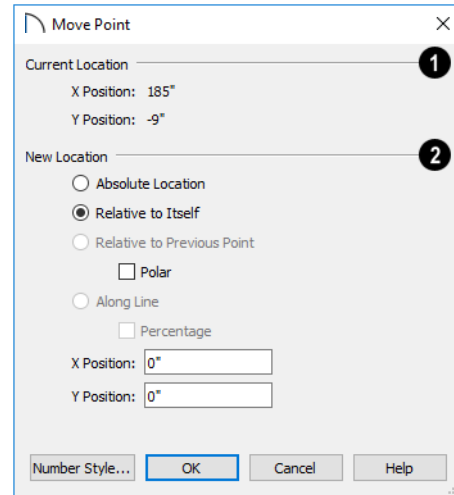 Move Point
Current Location 1
X Position: 185"
Y Position: -9"
New Location 2
Absolute Location
Relative to Itself
Relative to Previous Point
Polar
Along Line
Percentage
X Position: 0"
Y Position: 0"
Number Style... OK Cancel Help